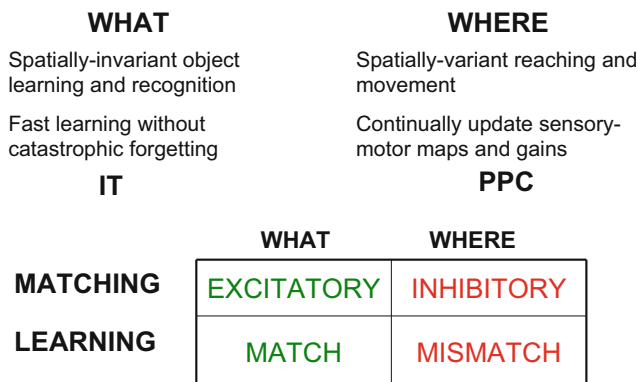 WHAT
Spatially-invariant object
learning and recognition
Fast learning without
catastrophic forgetting
IT
WHERE
Spatially-variant reaching and
movement
Continually update sensory-
motor maps and gains
PPC
WHAT WHERE
MATCHING EXCITATORY INHIBITORY
LEARNING MATCH MISMATCH